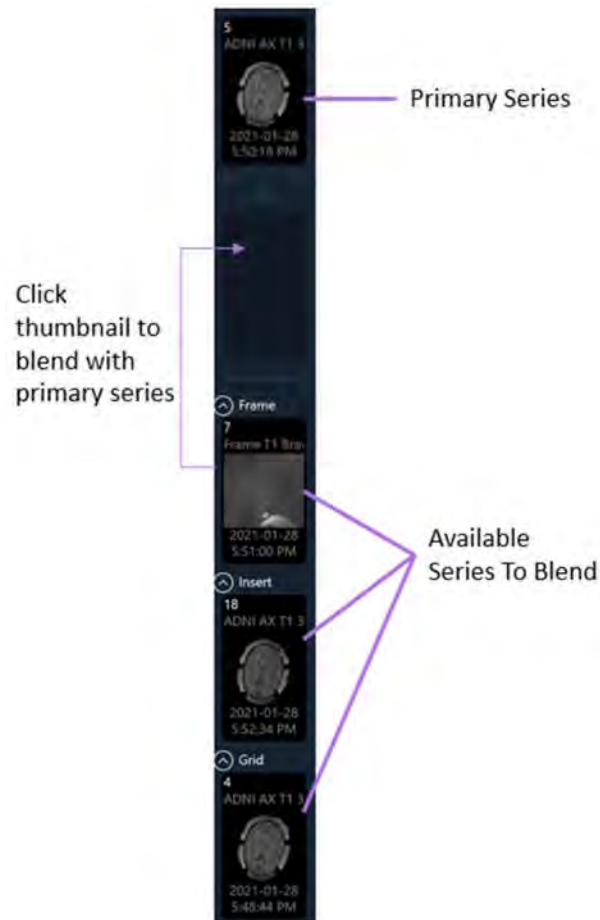 5
ADNI AX T1 3
2021-01-28
5:50:18 PM
Primary Series
Click
thumbnail to
blend with
primary series
Frame
7
Frame T1 Bra
2021-01-28
5:51:00 PM
Available
Series To Blend
Insert
18
ADNI AX T1 3
2021-01-28
5:52:34 PM
Grid
4
ADNI AX T1 3
2021-01-28
5:48:44 PM